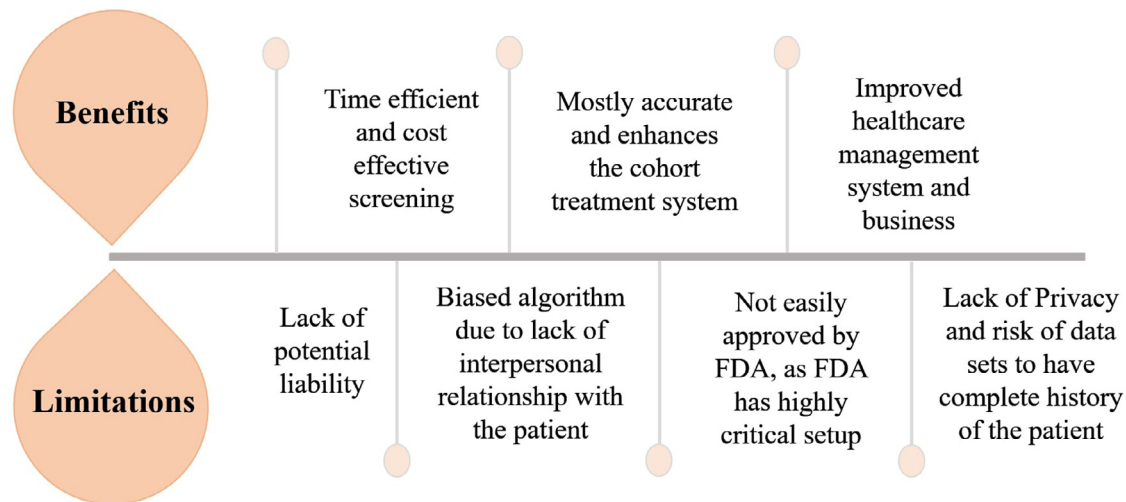 Benefits
Time efficient
and cost
effective
screening
Mostly accurate
and enhances
the cohort
treatment system
Improved
healthcare
management
system and
business
Limitations
Lack of
potential
liability
Biased algorithm
due to lack of
interpersonal
relationship with
the patient
Not easily
approved by
FDA, as FDA
has highly
critical setup
Lack of Privacy
and risk of data
sets to have
complete history
of the patient